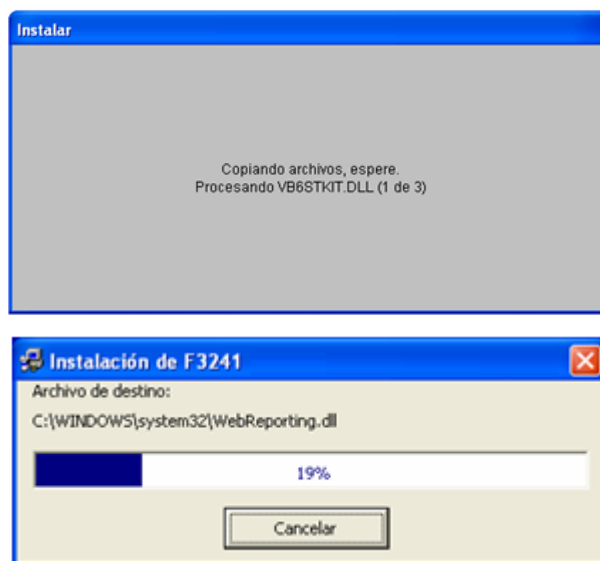 Instalar
Copiando archivos, espere.
Procesando VB6STKIT.DLL (1 de 3)
Instalación de F3241
Archivo de destino:
C:\WINDOWS\system32\WebReporting.dll
19%
Cancelar